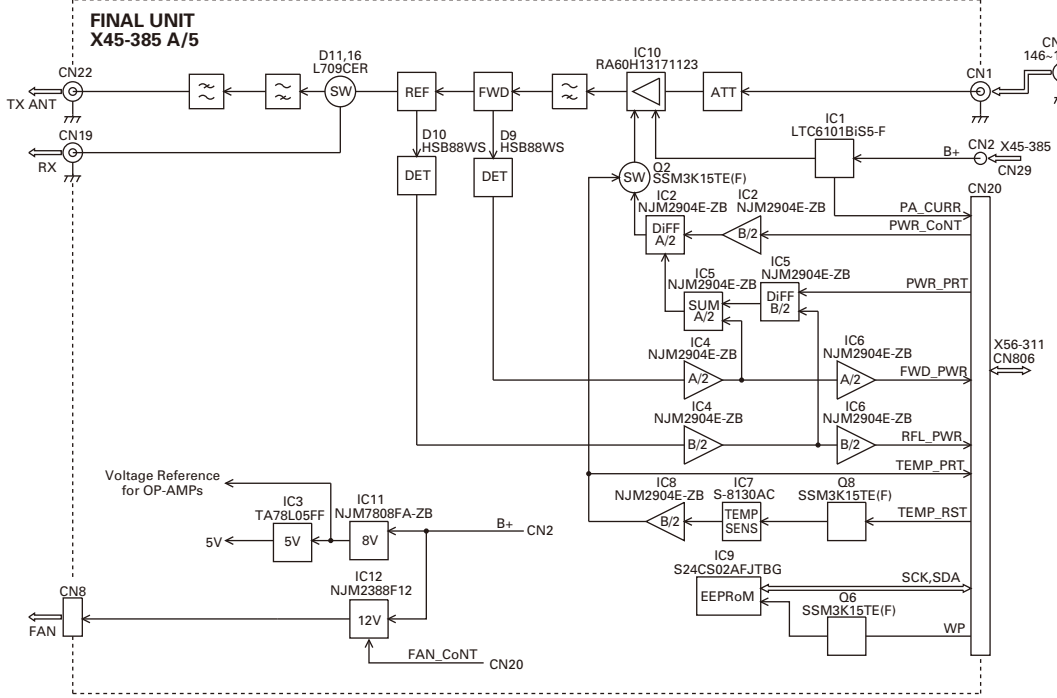 FINAL UNIT
X45-385 A/5
CN22
TX ANT
CN19
RX
D11,16
L709CER
SW
REF
FWD
IC10
RA60H13171123
ATT
CN1
CN
146~1
D10
HSB88WS
DET
D9
HSB88WS
DET
IC1
LTC6101BiS5-F
B+
CN2
X45-385
CN29
SW
Q2
SSM3K15TE(F)
CN20
PA_CURR
IC2
NJM2904E-ZB
DiFF
A/2
IC2
NJM2904E-ZB
B/2
PWR_CoNT
IC5
NJM2904E-ZB
SUM
A/2
IC5
NJM2904E-ZB
DiFF
B/2
PWR_PRT
IC4
NJM2904E-ZB
A/2
IC6
NJM2904E-ZB
A/2
FWD_PWR
X56-311
CN806
IC4
NJM2904E-ZB
B/2
IC6
NJM2904E-ZB
B/2
RFL_PWR
TEMP_PRT
IC8
NJM2904E-ZB
B/2
IC7
S-8130AC
TEMP
SENS
Q8
SSM3K15TE(F)
TEMP_RST
IC9
S24CS02AFJTBG
EEPRoM
SCK,SDA
Q6
SSM3K15TE(F)
WP
Voltage Reference
for OP-AMPs
IC3
TA78L05FF
5V
5V
IC11
NJM7808FA-ZB
8V
B+
CN2
IC12
NJM2388F12
12V
CN8
FAN
FAN_CoNT
CN20